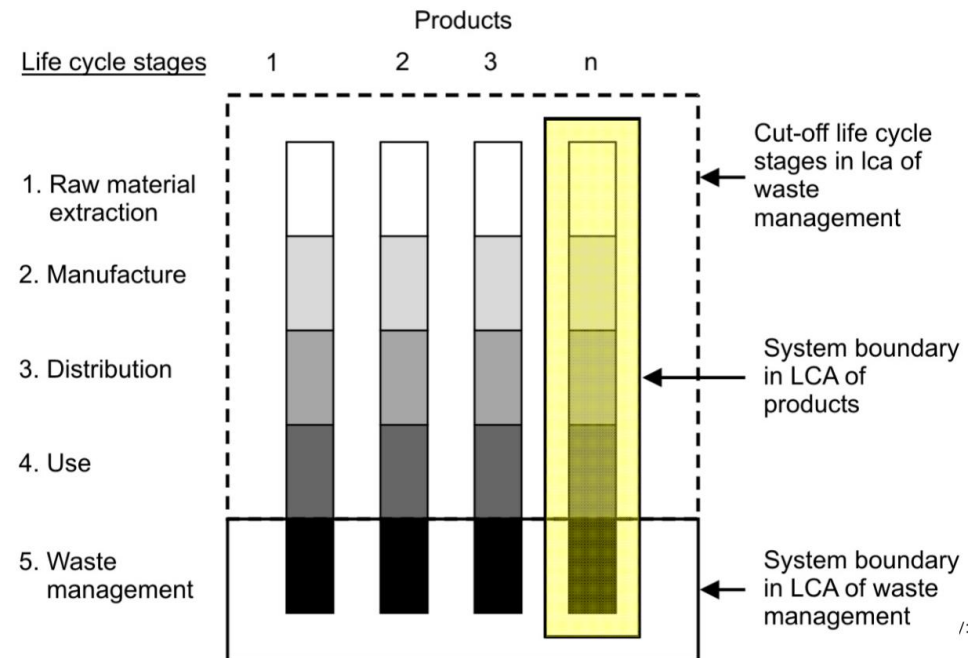 Products
Life cycle stages 1 2 3 n
Cut-off life cycle
stages in lca of
waste
management
1. Raw material
extraction
2. Manufacture
System boundary
in LCA of
products
3. Distribution
4. Use
5. Waste
management
System boundary
in LCA of waste
management